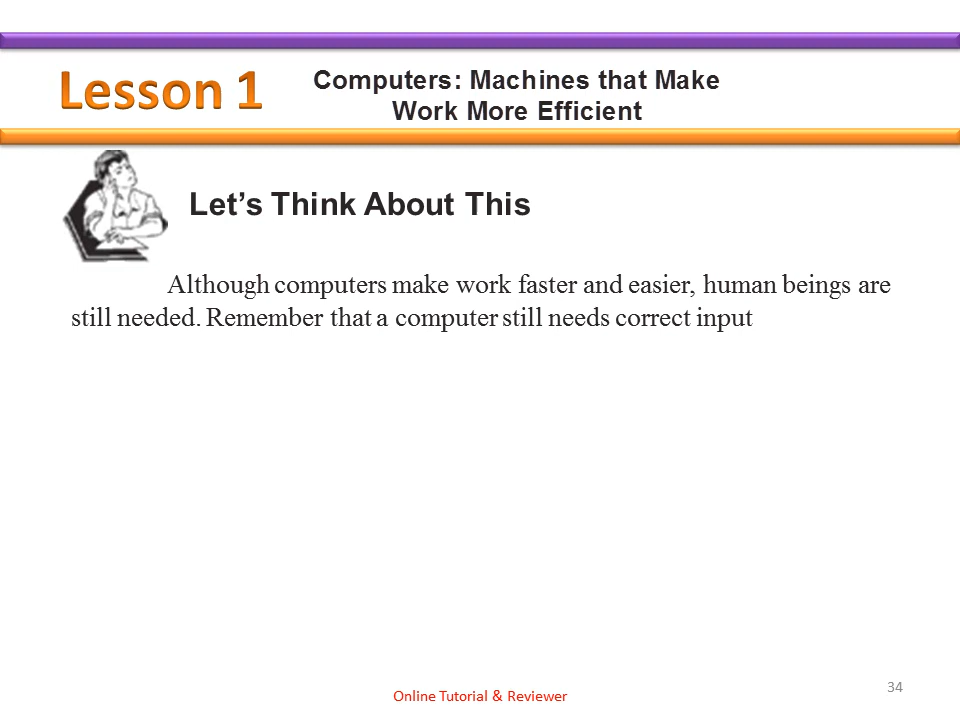 Lesson 1
Computers: Machines that Make
Work More Efficient
Let’s Think About This
Although computers make work faster and easier, human beings are
still needed. Remember that a computer still needs correct input
Online Tutorial & Reviewer
34